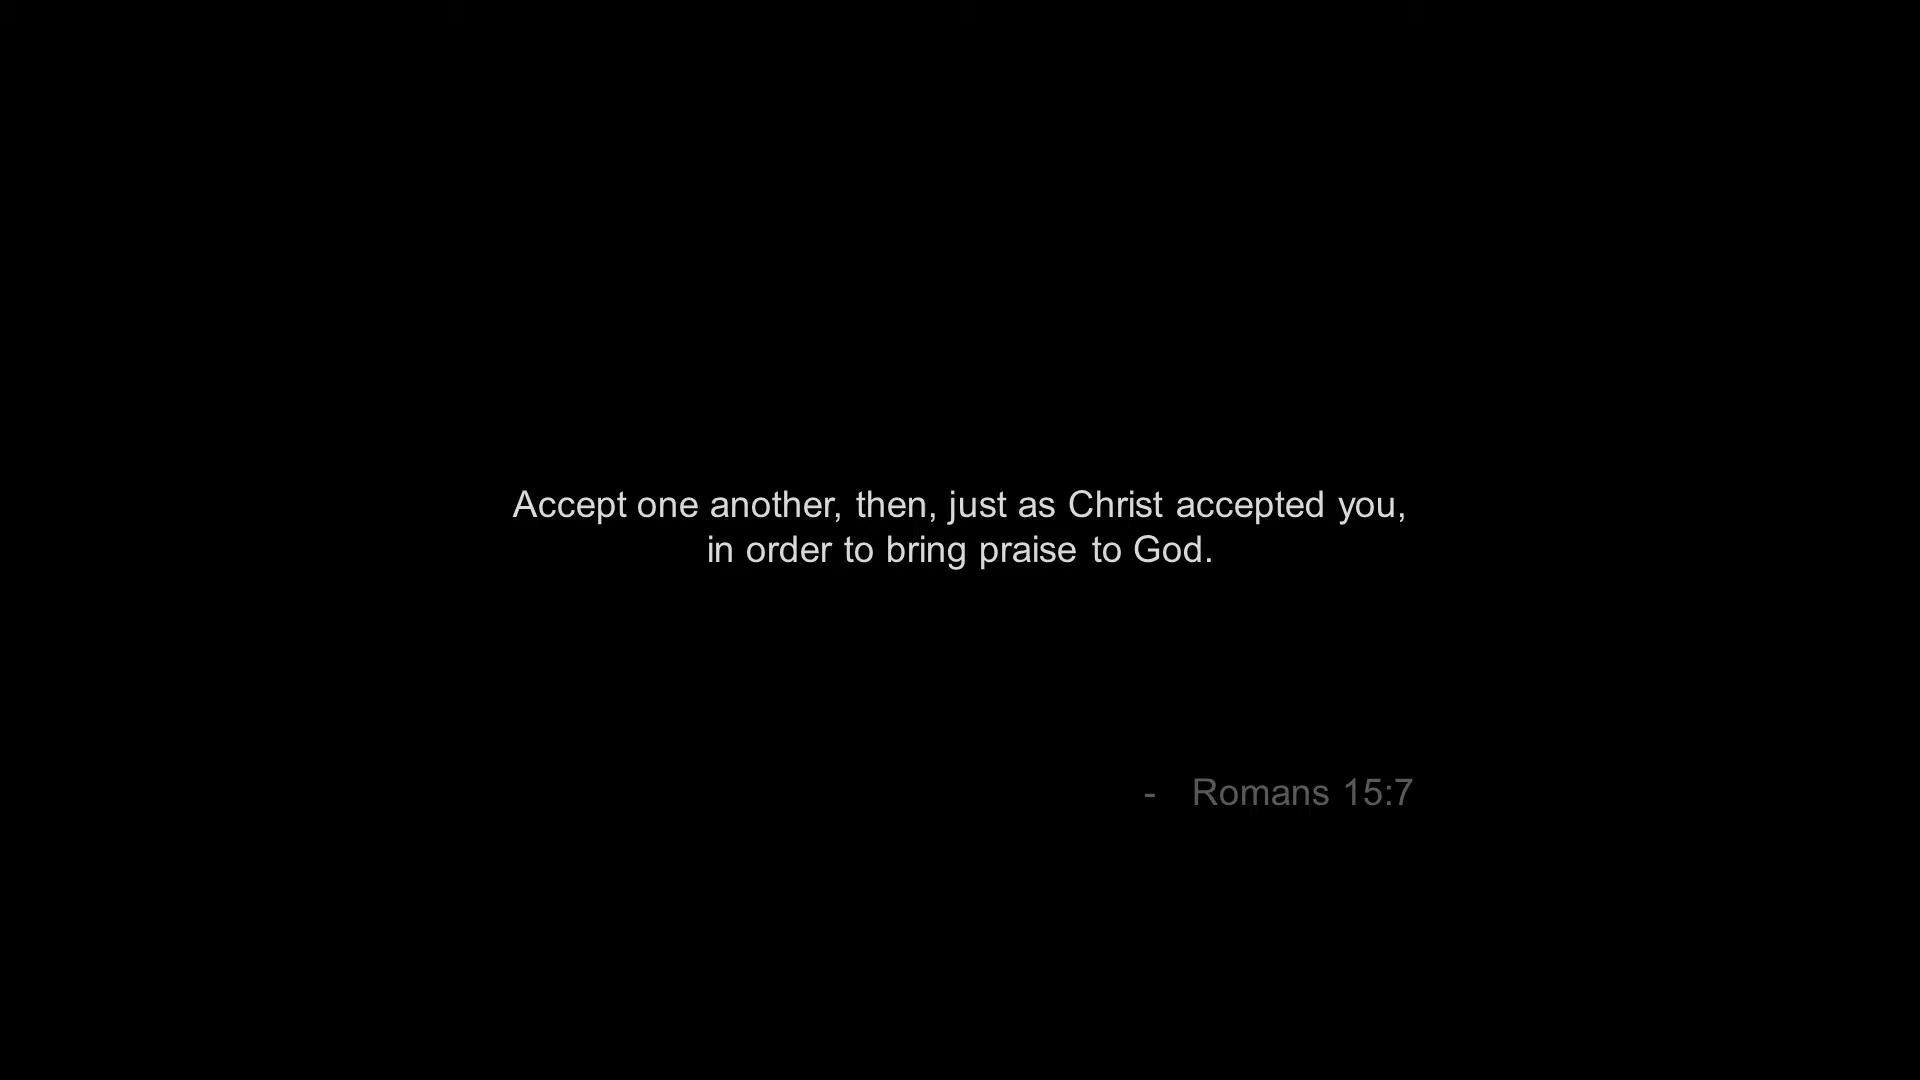 Accept one another, then, just as Christ accepted you,
in order to bring praise to God.
- Romans 15:7